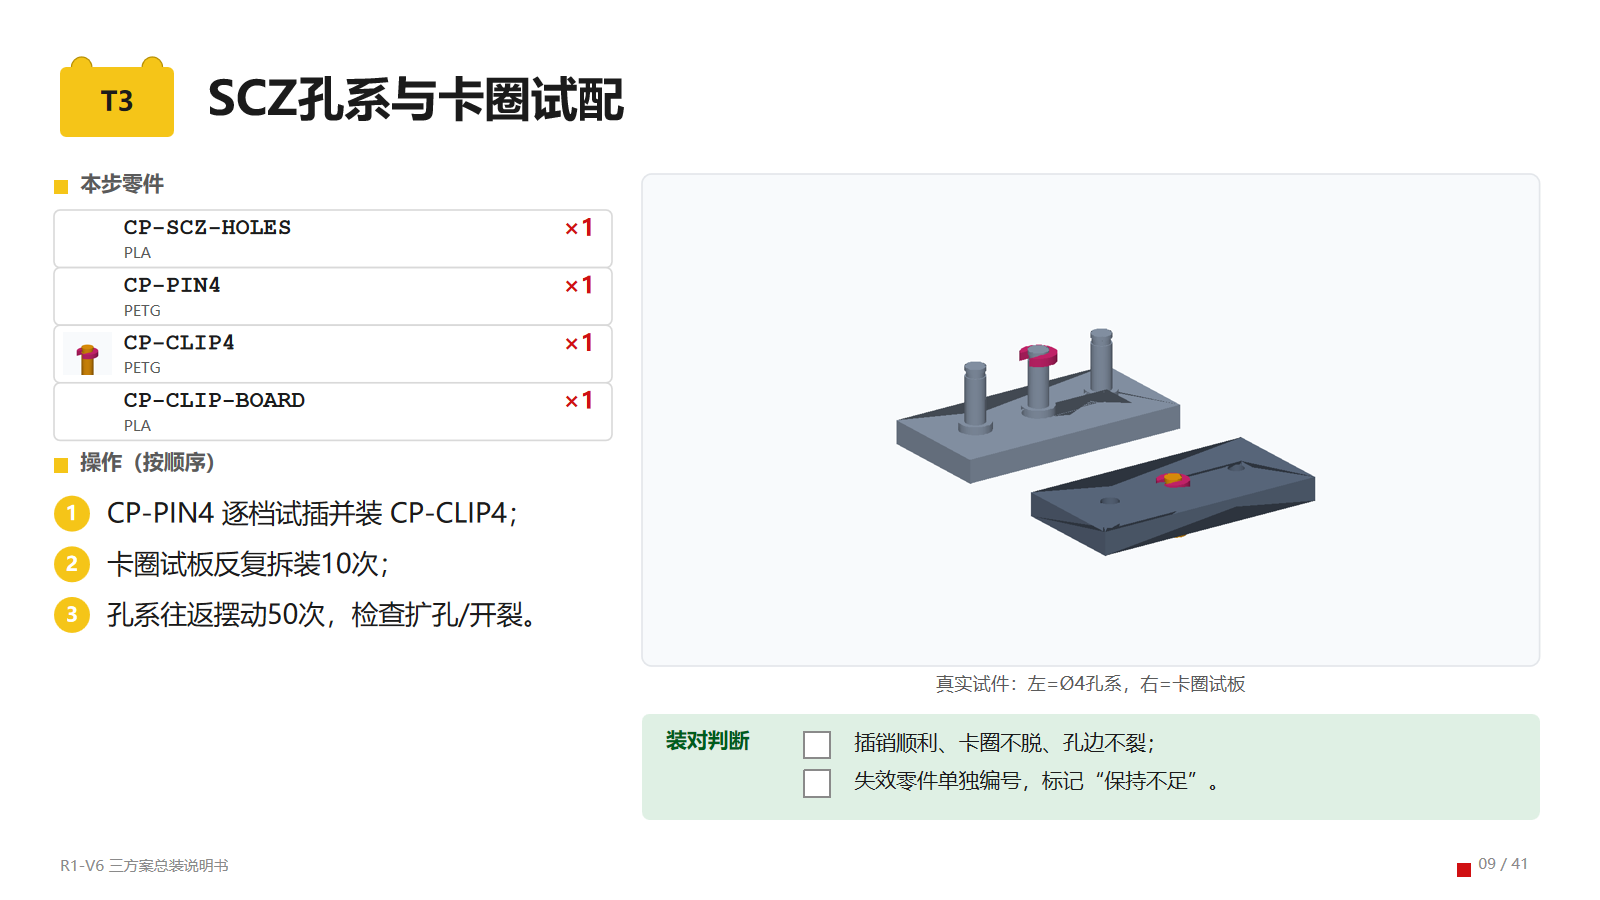 T3
SCZ孔系与卡圈试配
本步零件
CP-SCZ-HOLES ×1
PLA
CP-PIN4 ×1
PETG
CP-CLIP4 ×1
PETG
CP-CLIP-BOARD ×1
PLA
操作（按顺序）
1 CP-PIN4 逐档试插并装 CP-CLIP4；
2 卡圈试板反复拆装10次；
3 孔系往返摆动50次，检查扩孔/开裂。
真实试件：左=Ø4孔系，右=卡圈试板
装对判断
插销顺利、卡圈不脱、孔边不裂；
失效零件单独编号，标记“保持不足”。
R1-V6 三方案总装说明书
09 / 41